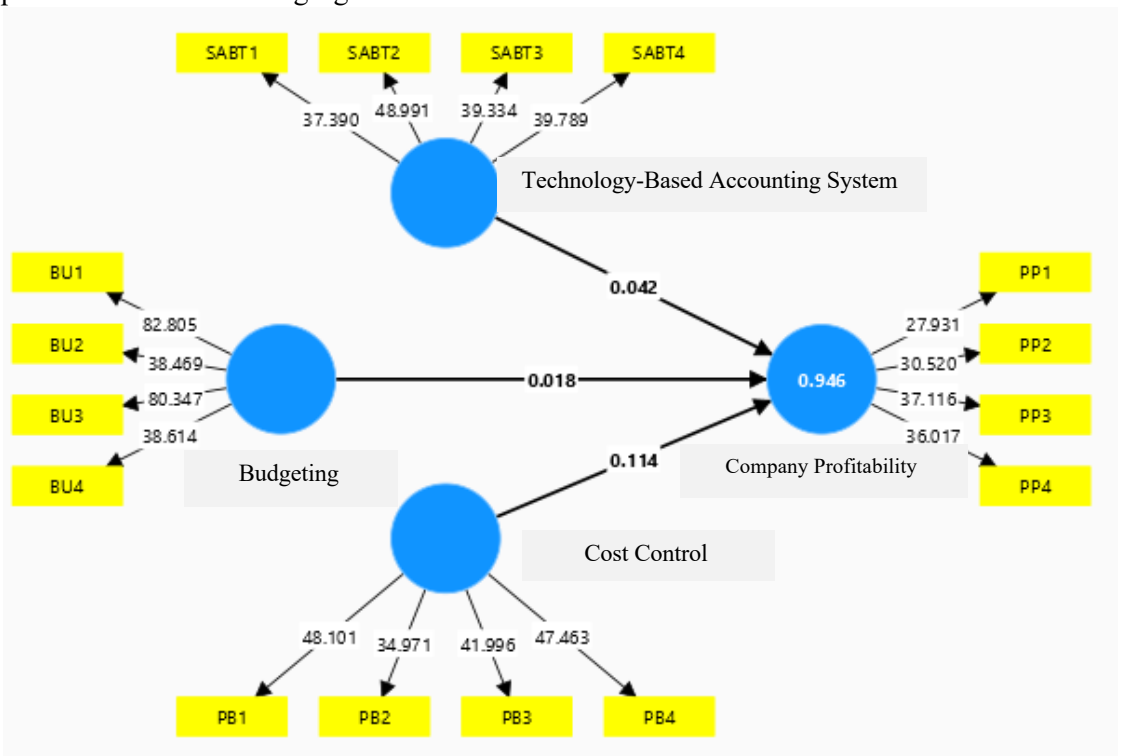 SABT1
SABT2
SABT3
SABT4
37.390
48.991
39.334
39.789
Technology-Based Accounting System
BU1
BU2
BU3
BU4
82.805
38.469
80.347
38.614
Budgeting
0.042
0.018
0.114
0.946
Company Profitability
PP1
PP2
PP3
PP4
27.931
30.520
37.116
36.017
Cost Control
48.101
34.971
41.996
47.463
PB1
PB2
PB3
PB4